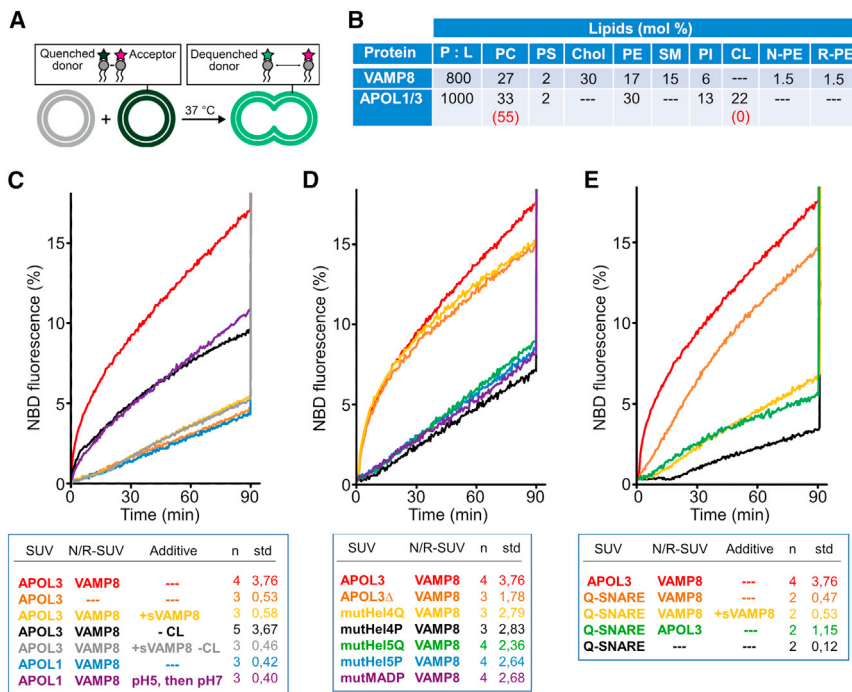 A
Quenched donor
Acceptor
Dequenched donor
+
37 °C
B
Lipids (mol %)
Protein P : L PC PS Chol PE SM PI CL N-PE R-PE
VAMP8 800 27 2 30 17 15 6 --- 1.5 1.5
APOL1/3 1000 33 2 --- 30 --- 13 22 --- ---
(55) (0)
C
NBD fluorescence (%)
15
10
5
0
0 30 60 90
Time (min)
SUV N/R-SUV Additive n std
APOL3 VAMP8 --- 4 3,76
APOL3 --- --- 3 0,53
APOL3 VAMP8 +sVAMP8 3 0,58
APOL3 VAMP8 - CL 5 3,67
APOL3 VAMP8 +sVAMP8 -CL 3 0,46
APOL1 VAMP8 --- 3 0,42
APOL1 VAMP8 pH5, then pH7 3 0,40
D
NBD fluorescence (%)
15
10
5
0
0 30 60 90
Time (min)
SUV N/R-SUV n std
APOL3 VAMP8 4 3,76
APOL3Δ VAMP8 3 1,78
mutHel4Q VAMP8 3 2,79
mutHel4P VAMP8 3 2,83
mutHel5Q VAMP8 4 2,36
mutHel5P VAMP8 4 2,64
mutMADP VAMP8 4 2,68
E
NBD fluorescence (%)
15
10
5
0
0 30 60 90
Time (min)
SUV N/R-SUV Additive n std
APOL3 VAMP8 --- 4 3,76
Q-SNARE VAMP8 --- 2 0,47
Q-SNARE VAMP8 +sVAMP8 2 0,53
Q-SNARE APOL3 --- 2 1,15
Q-SNARE --- --- 2 0,12